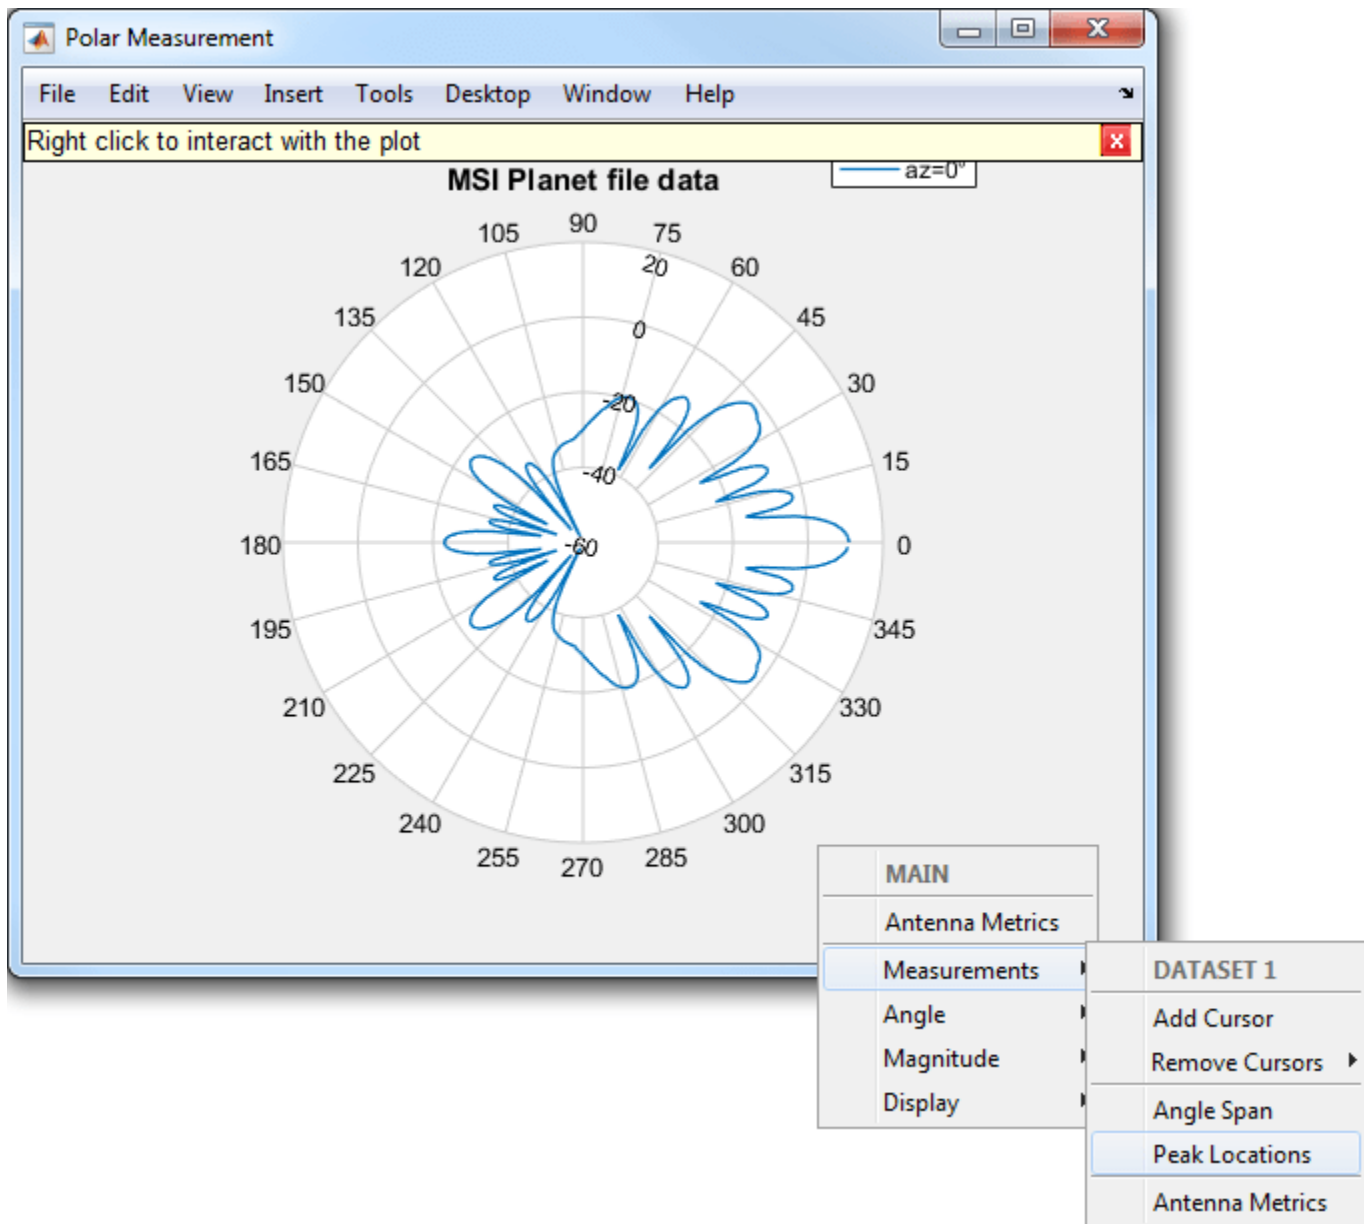 Polar Measurement
File Edit View Insert Tools Desktop Window Help
Right click to interact with the plot
MSI Planet file data
az=0°
90
105 75
120 20 60
135 0 45
150 -20 30
165 -40 15
180 -60 0
195 345
210 330
225 315
240 300
255 270 285
MAIN
Antenna Metrics
Measurements
Angle
Magnitude
Display
DATASET 1
Add Cursor
Remove Cursors
Angle Span
Peak Locations
Antenna Metrics